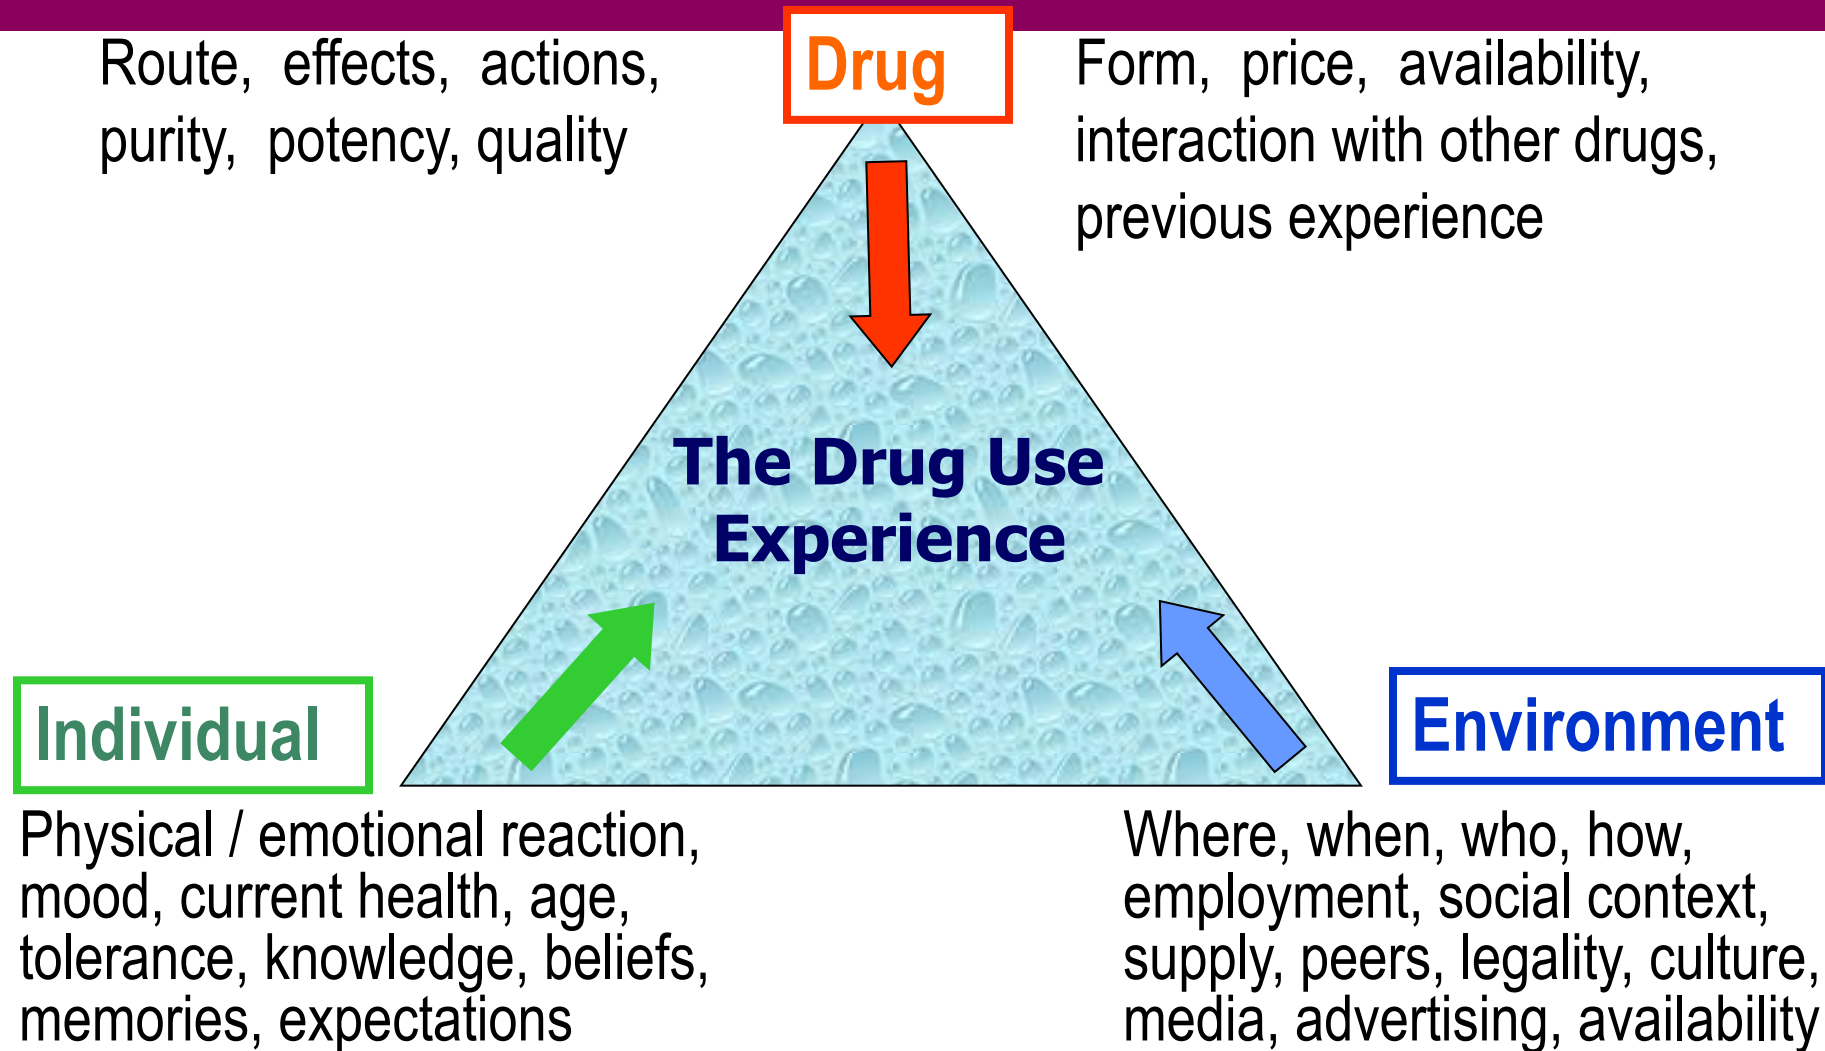 Route, effects, actions,
purity, potency, quality
Drug
Form, price, availability,
interaction with other drugs,
previous experience
The Drug Use
Experience
Individual
Physical / emotional reaction,
mood, current health, age,
tolerance, knowledge, beliefs,
memories, expectations
Environment
Where, when, who, how,
employment, social context,
supply, peers, legality, culture,
media, advertising, availability